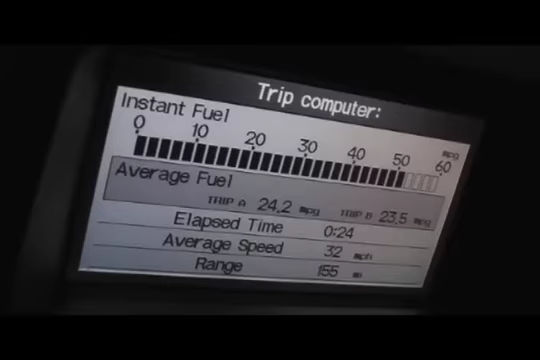 Trip computer:
Instant Fuel
0 10 20 30 40 50 60 mpg
Average Fuel
TRIP A 24.2 mpg TRIP B 23.5 mpg
Elapsed Time 0:24
Average Speed 32 mph
Range 155 mi